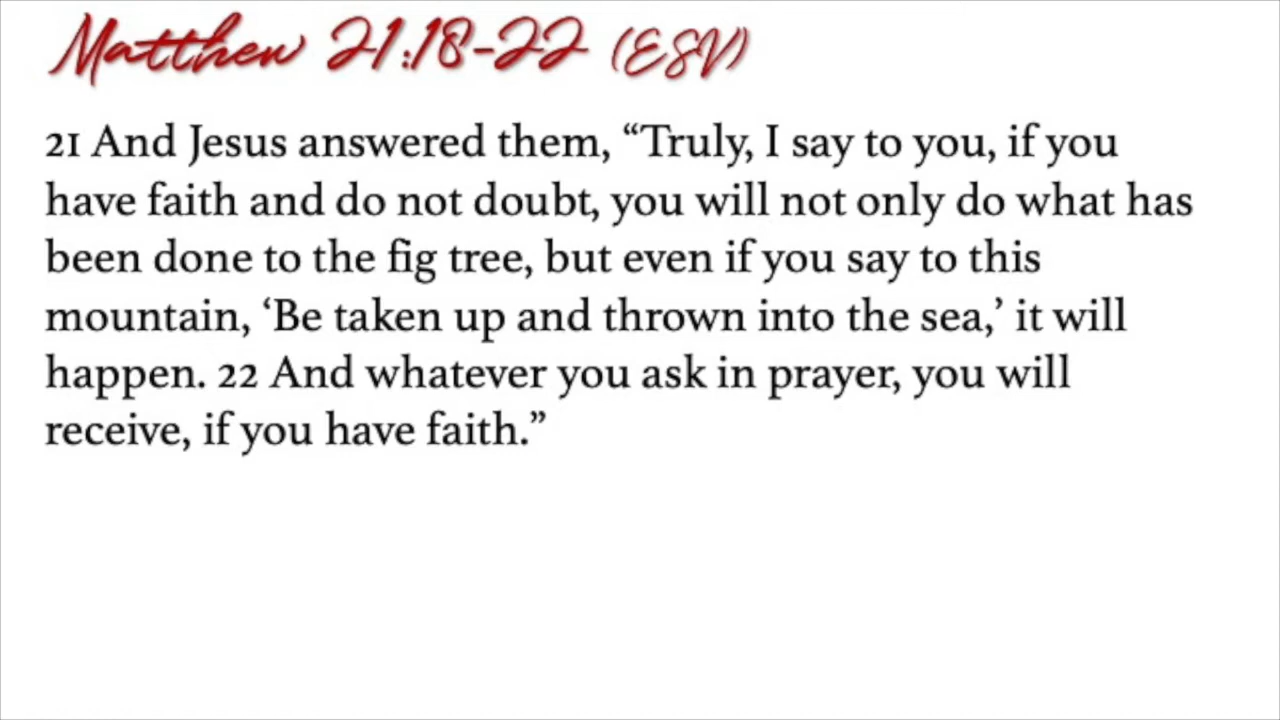 Matthew 21:18-22 (ESV)
21 And Jesus answered them, “Truly, I say to you, if you
have faith and do not doubt, you will not only do what has
been done to the fig tree, but even if you say to this
mountain, ‘Be taken up and thrown into the sea,’ it will
happen. 22 And whatever you ask in prayer, you will
receive, if you have faith.”